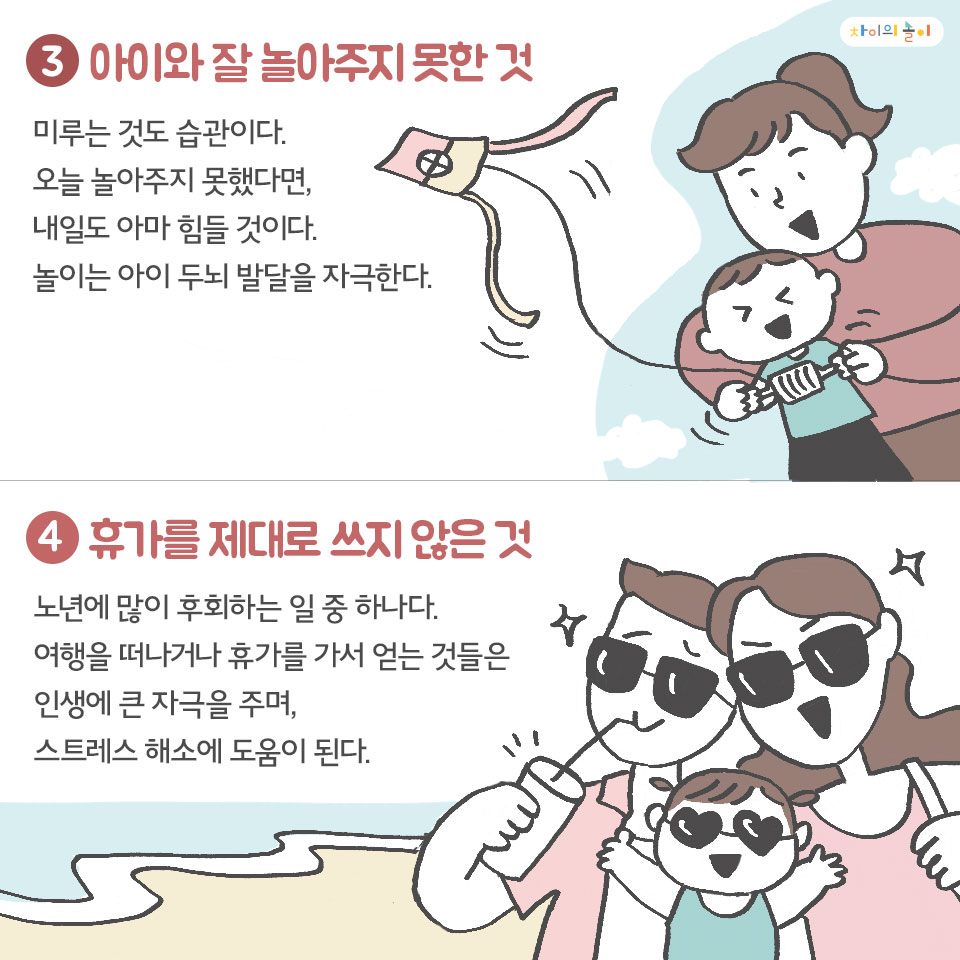 차이의 놀이
3 아이와 잘 놀아주지 못한 것
미루는 것도 습관이다.
오늘 놀아주지 못했다면,
내일도 아마 힘들 것이다.
놀이는 아이 두뇌 발달을 자극한다.
4 휴가를 제대로 쓰지 않은 것
노년에 많이 후회하는 일 중 하나다.
여행을 떠나거나 휴가를 가서 얻는 것들은
인생에 큰 자극을 주며,
스트레스 해소에 도움이 된다.